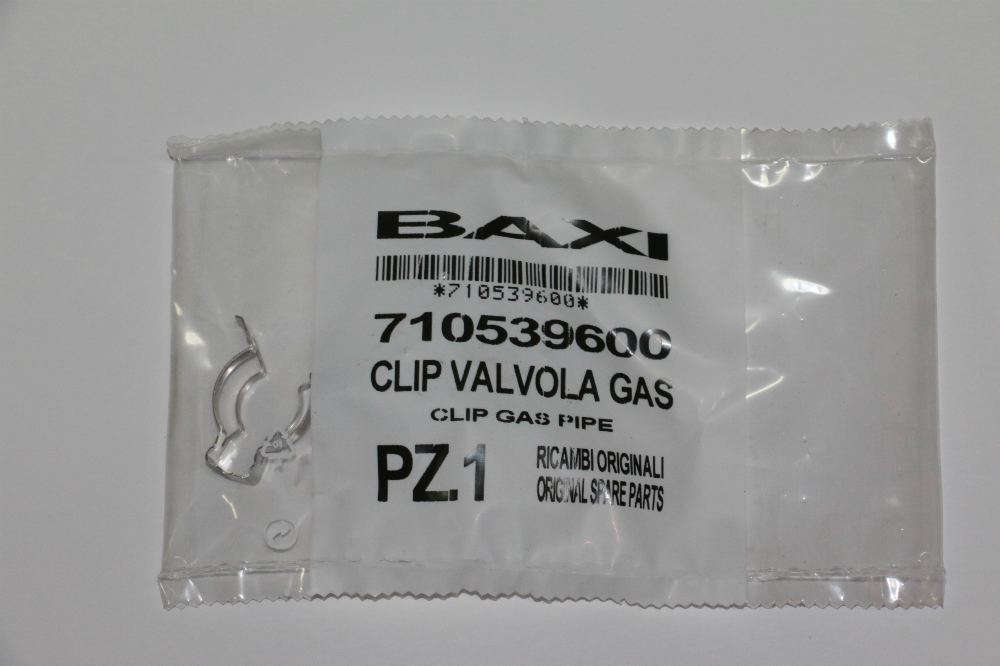 BAXI
*710539600*
710539600
CLIP VALVOLA GAS
CLIP GAS PIPE
PZ.1
RICAMBI ORIGINALI
ORIGINAL SPARE PARTS